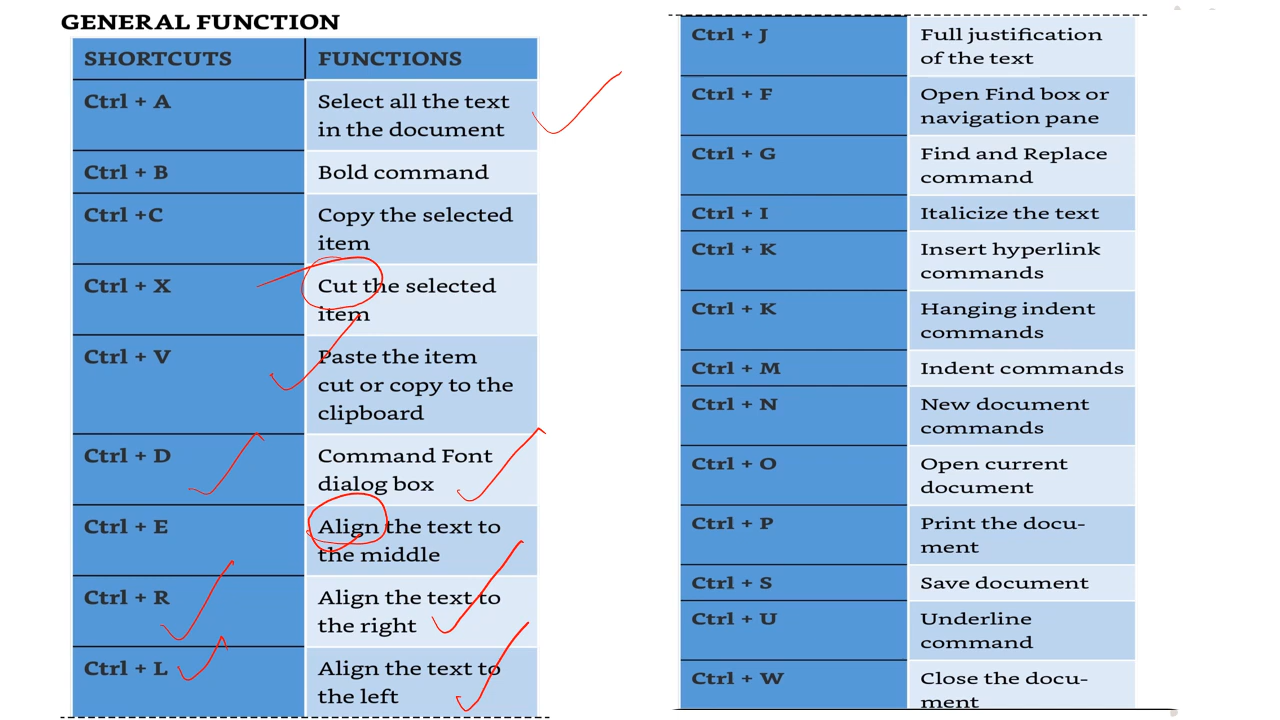 GENERAL FUNCTION
SHORTCUTS FUNCTIONS
Ctrl + A Select all the text
in the document
Ctrl + B Bold command
Ctrl +C Copy the selected
item
Ctrl + X Cut the selected
item
Ctrl + V Paste the item
cut or copy to the
clipboard
Ctrl + D Command Font
dialog box
Ctrl + E Align the text to
the middle
Ctrl + R Align the text to
the right
Ctrl + L Align the text to
the left
Ctrl + J Full justification
of the text
Ctrl + F Open Find box or
navigation pane
Ctrl + G Find and Replace
command
Ctrl + I Italicize the text
Ctrl + K Insert hyperlink
commands
Ctrl + K Hanging indent
commands
Ctrl + M Indent commands
Ctrl + N New document
commands
Ctrl + O Open current
document
Ctrl + P Print the docu-
ment
Ctrl + S Save document
Ctrl + U Underline
command
Ctrl + W Close the docu-
ment